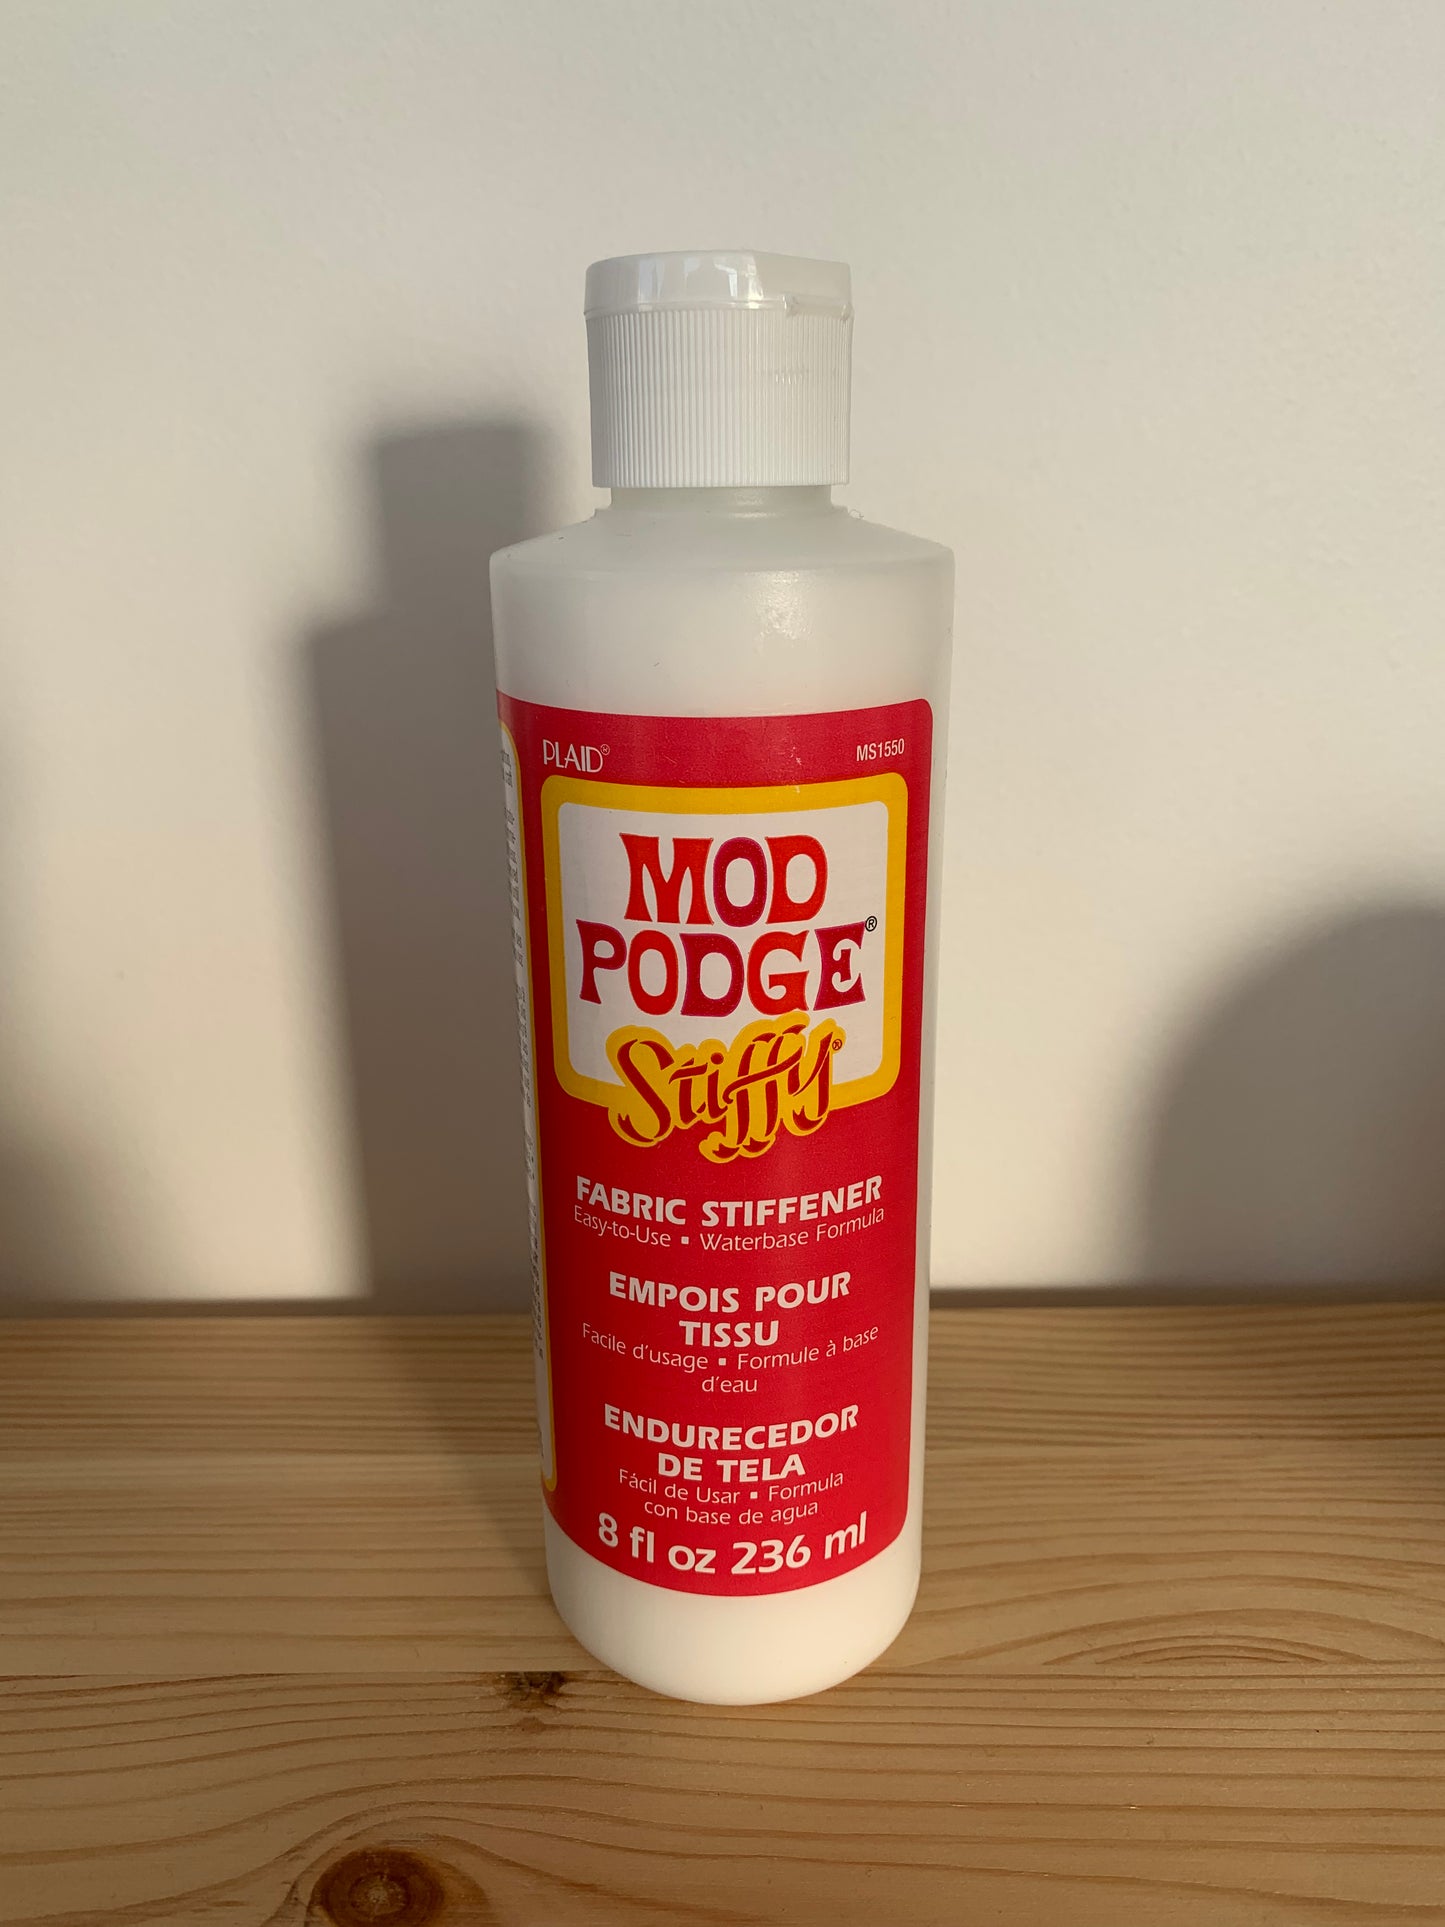 PLAID®
MS1550
MOD
PODGE®
Stiffy®
FABRIC STIFFENER
Easy-to-Use ▪ Waterbase Formula
EMPOIS POUR
TISSU
Facile d'usage ▪ Formule à base
d'eau
ENDURECEDOR
DE TELA
Fácil de Usar ▪ Formula
con base de agua
8 fl oz 236 ml